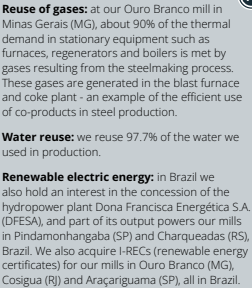 Reuse of gases: at our Ouro Branco mill in
Minas Gerais (MG), about 90% of the thermal
demand in stationary equipment such as
furnaces, regenerators and boilers is met by
gases resulting from the steelmaking process.
These gases are generated in the blast furnace
and coke plant - an example of the efficient use
of co-products in steel production.
Water reuse: we reuse 97.7% of the water we
used in production.
Renewable electric energy: in Brazil we
also hold an interest in the concession of the
hydropower plant Dona Francisca Energética S.A.
(DFESA), and part of its output powers our mills
in Pindamonhangaba (SP) and Charqueadas (RS),
Brazil. We also acquire I-RECs (renewable energy
certificates) for our mills in Ouro Branco (MG),
Cosigua (RJ) and Araçariguama (SP), all in Brazil.